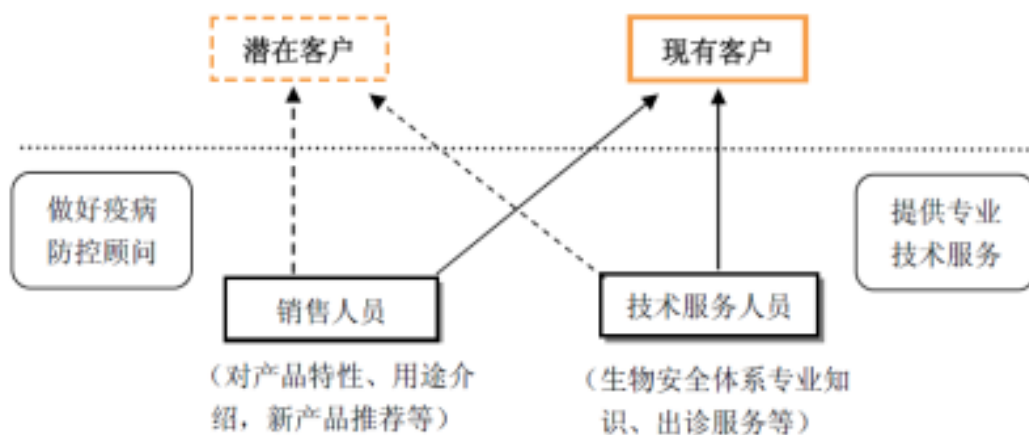 潜在客户
现有客户
做好疫病
防控顾问
提供专业
技术服务
销售人员
技术服务人员
（对产品特性、用途介
绍，新产品推荐等）
（生物安全体系专业知
识、出诊服务等）